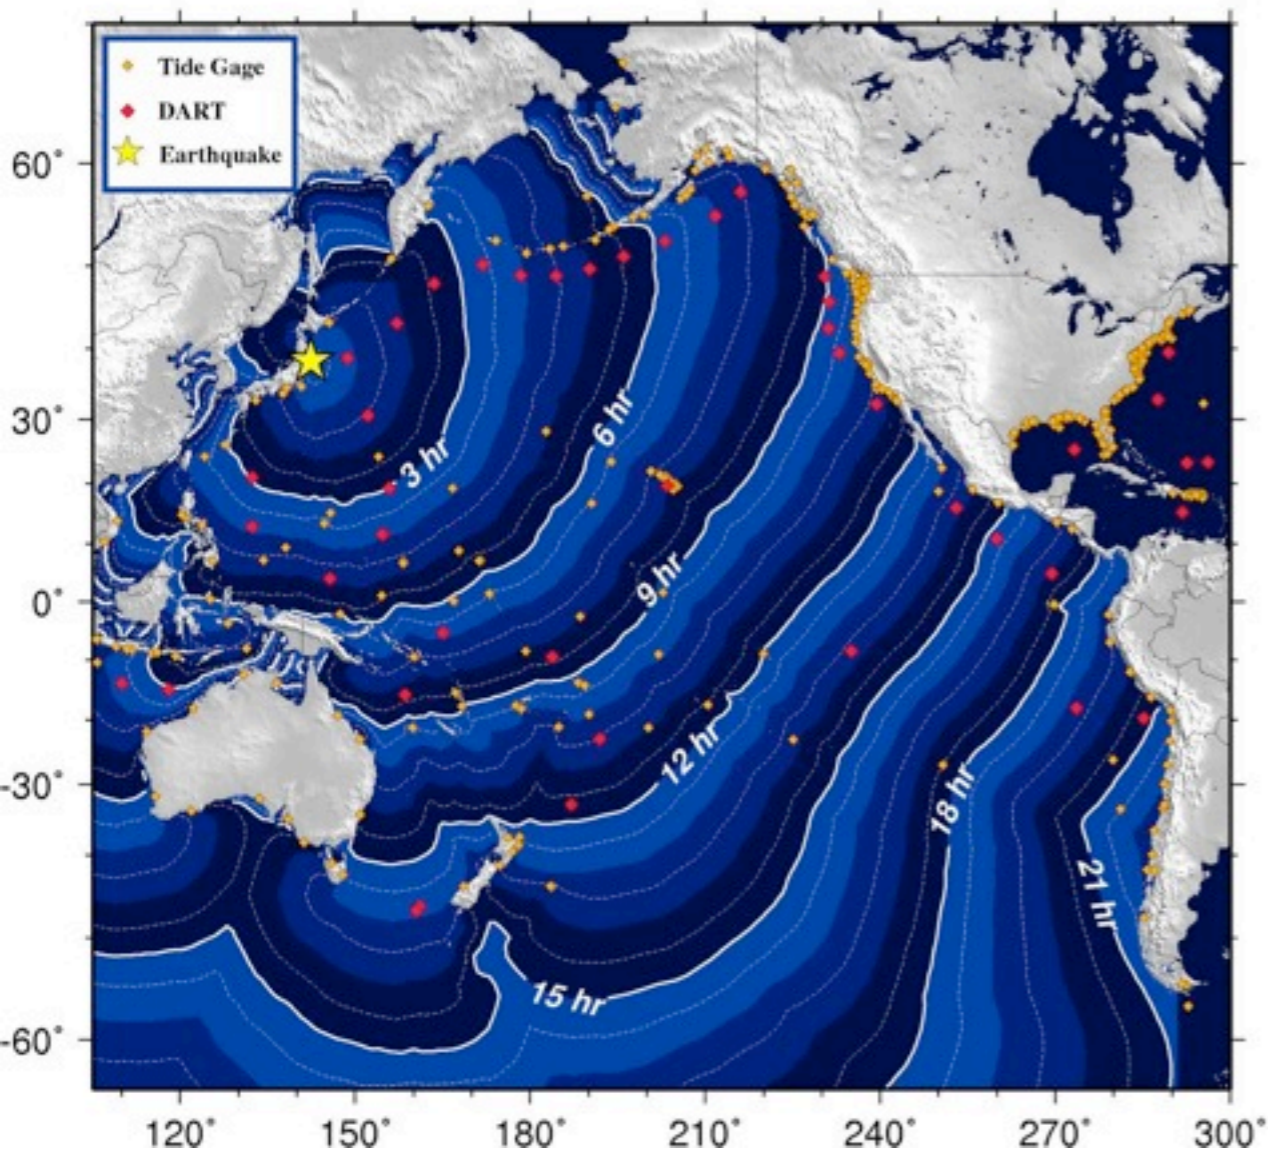 Tide Gage
DART
Earthquake
60°
30°
0°
-30°
-60°
3 hr
6 hr
9 hr
12 hr
15 hr
18 hr
21 hr
120° 150° 180° 210° 240° 270° 300°